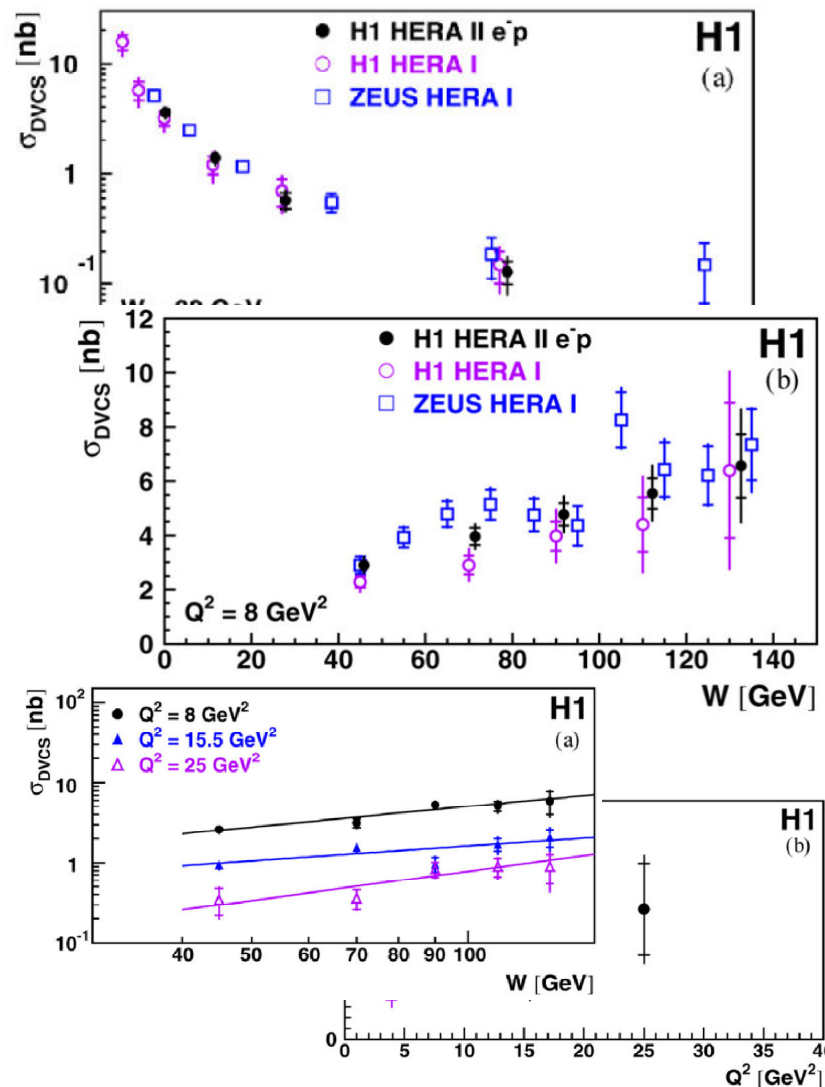 σDVCS [nb]
H1 HERA II e⁻p
H1 HERA I
ZEUS HERA I
H1
(a)
10
1
10⁻¹
σDVCS [nb]
H1 HERA II e⁻p
H1 HERA I
ZEUS HERA I
H1
(b)
12
10
8
6
4
2
0
Q² = 8 GeV²
0 20 40 60 80 100 120 140
W [GeV]
σDVCS [nb]
Q² = 8 GeV²
Q² = 15.5 GeV²
Q² = 25 GeV²
H1
(a)
10²
10
1
10⁻¹
40 50 60 70 80 90 100
W [GeV]
H1
(b)
0
0 5 10 15 20 25 30 35 40
Q² [GeV²]